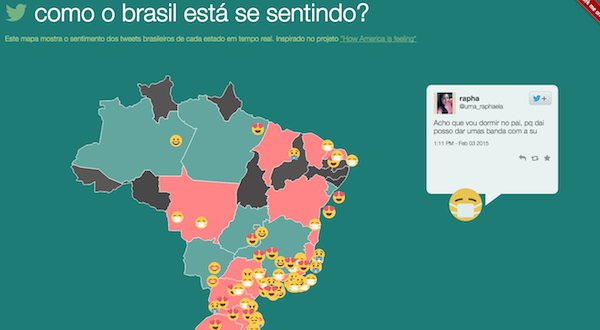 como o brasil está se sentindo?
Este mapa mostra o sentimento dos tweets brasileiros de cada estado em tempo real. Inspirado no projeto "How America is feeling"
rapha
@uma_raphaela
Acho que vou dormir no pai, pq dai
posso dar umas banda com a su
1:11 PM - Feb 03 2015